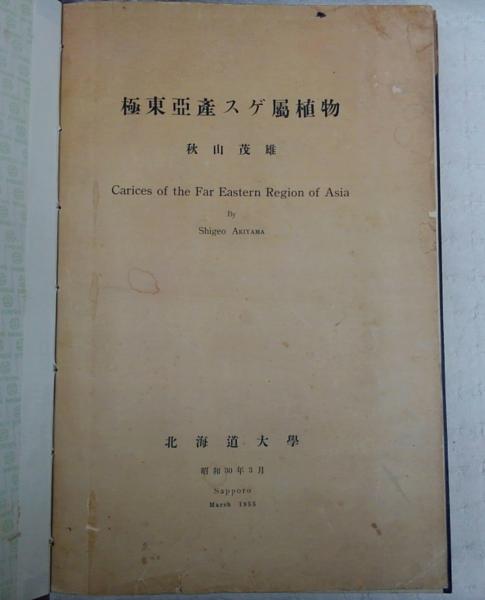 極東亞產スゲ屬植物
秋山茂雄
Carices of the Far Eastern Region of Asia
By
Shigeo AKIYAMA
北海道大學
昭和30年3月
Sapporo
March 1955